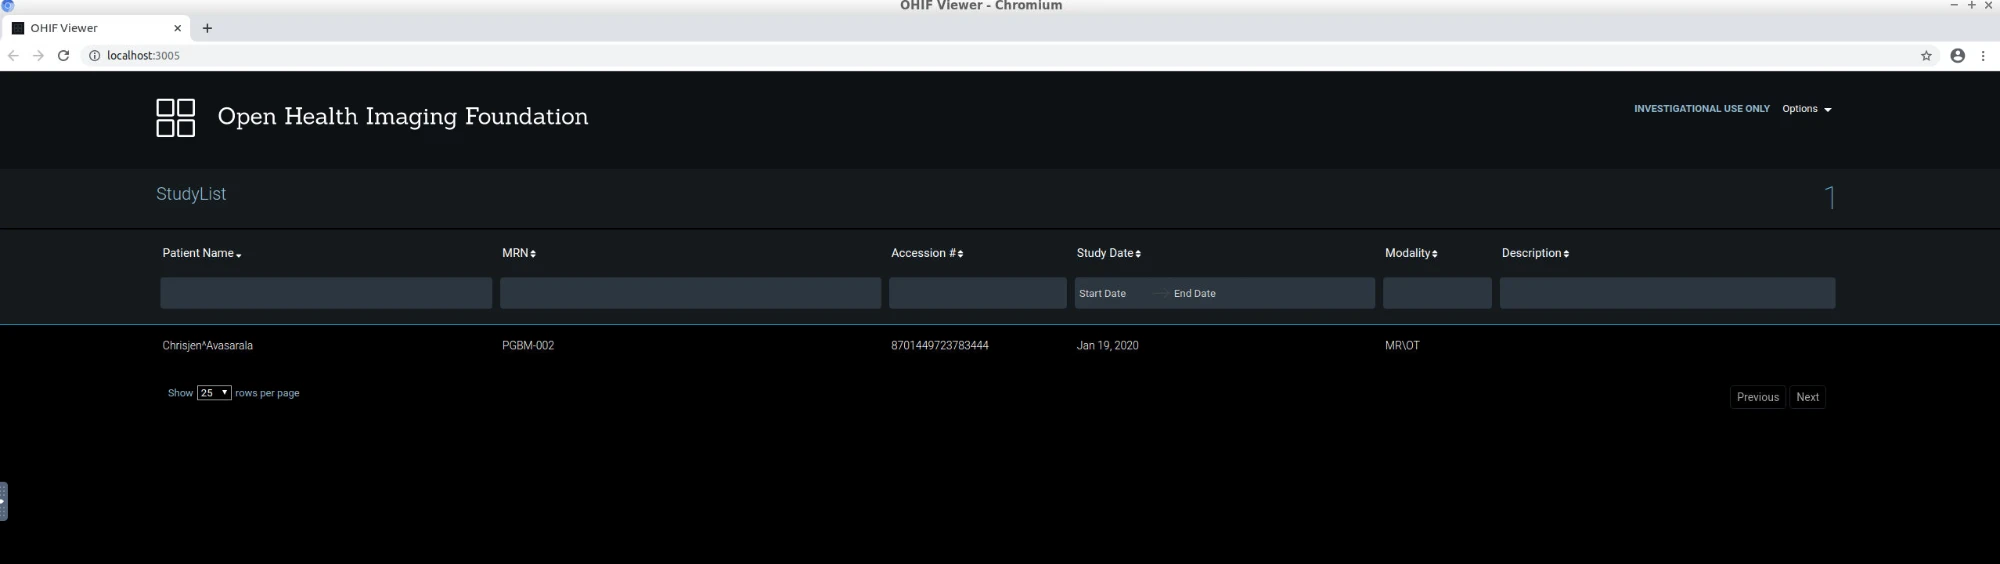 OHIF Viewer - Chromium
OHIF Viewer
localhost:3005
Open Health Imaging Foundation
INVESTIGATIONAL USE ONLY Options
StudyList 1
Patient Name MRN Accession # Study Date Modality Description
Start Date End Date
Chrisjen^Avasarala PGBM-002 8701449723783444 Jan 19, 2020 MR\OT
Show 25 rows per page
Previous Next